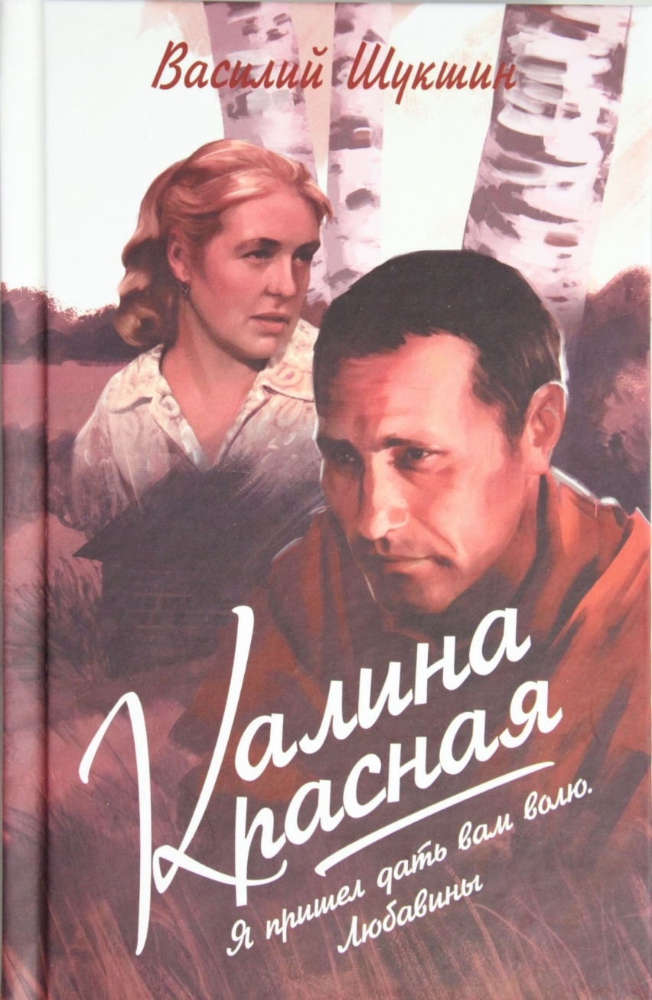 Василий Шукшин
Калина
Красная
Я пришел дать вам волю.
Любавины